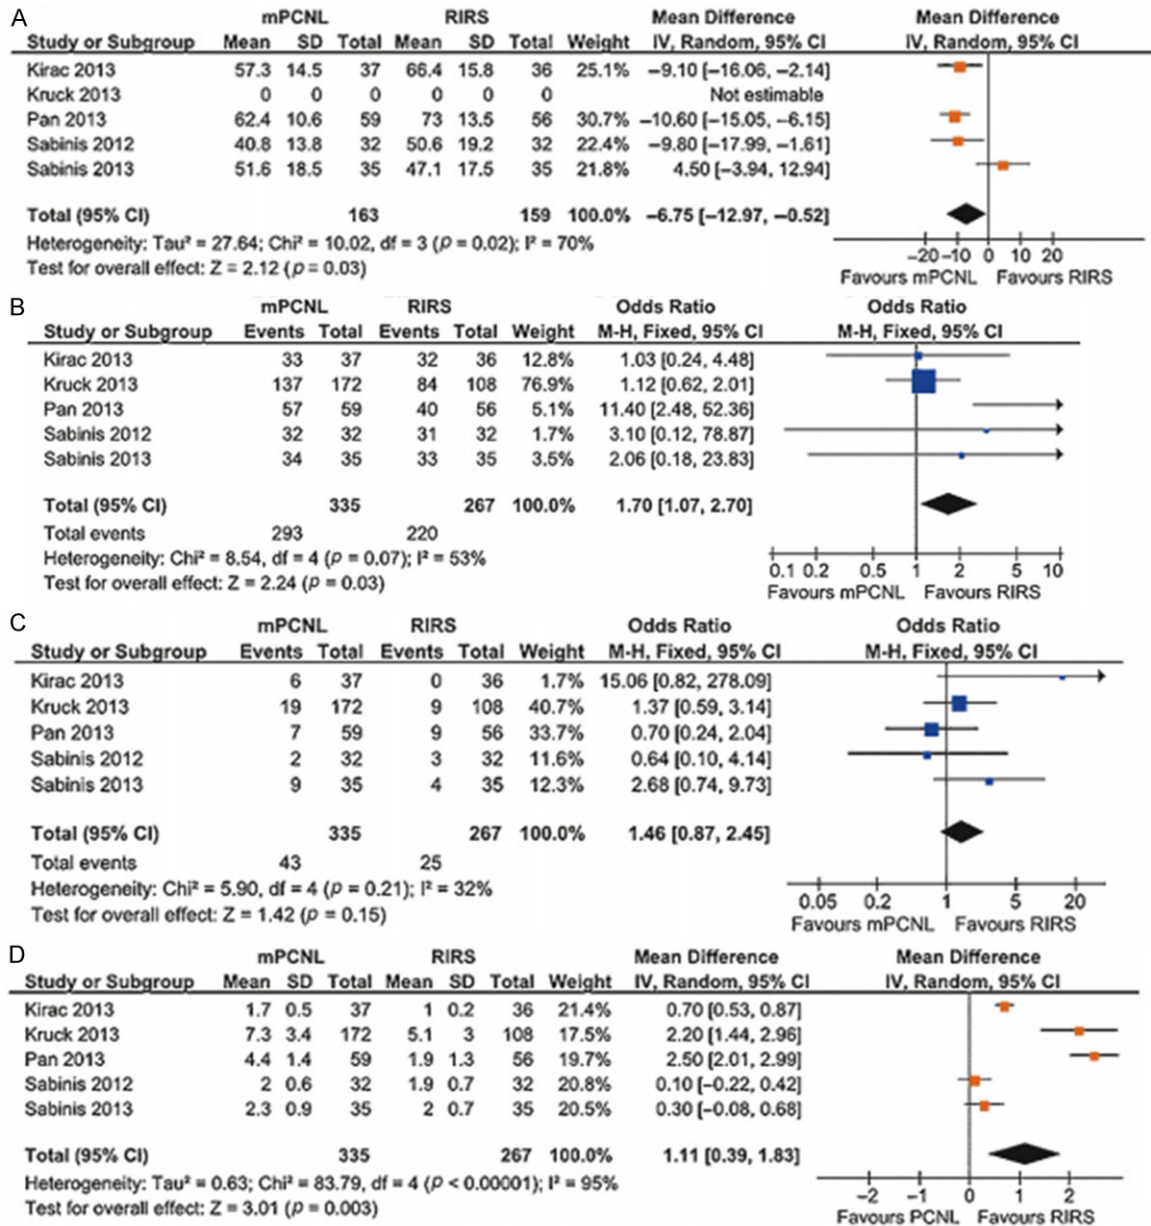 A
mPCNL RIRS Mean Difference Mean Difference
Study or Subgroup Mean SD Total Mean SD Total Weight IV, Random, 95% CI IV, Random, 95% CI
Kirac 2013 57.3 14.5 37 66.4 15.8 36 25.1% −9.10 [−16.06, −2.14]
Kruck 2013 0 0 0 0 0 0 Not estimable
Pan 2013 62.4 10.6 59 73 13.5 56 30.7% −10.60 [−15.05, −6.15]
Sabinis 2012 40.8 13.8 32 50.6 19.2 32 22.4% −9.80 [−17.99, −1.61]
Sabinis 2013 51.6 18.5 35 47.1 17.5 35 21.8% 4.50 [−3.94, 12.94]
Total (95% CI) 163 159 100.0% −6.75 [−12.97, −0.52]
Heterogeneity: Tau² = 27.64; Chi² = 10.02, df = 3 (p = 0.02); I² = 70%
Test for overall effect: Z = 2.12 (p = 0.03)
−20 −10 0 10 20
Favours mPCNL Favours RIRS
B
mPCNL RIRS Odds Ratio Odds Ratio
Study or Subgroup Events Total Events Total Weight M-H, Fixed, 95% CI M-H, Fixed, 95% CI
Kirac 2013 33 37 32 36 12.8% 1.03 [0.24, 4.48]
Kruck 2013 137 172 84 108 76.9% 1.12 [0.62, 2.01]
Pan 2013 57 59 40 56 5.1% 11.40 [2.48, 52.36]
Sabinis 2012 32 32 31 32 1.7% 3.10 [0.12, 78.87]
Sabinis 2013 34 35 33 35 3.5% 2.06 [0.18, 23.83]
Total (95% CI) 335 267 100.0% 1.70 [1.07, 2.70]
Total events 293 220
Heterogeneity: Chi² = 8.54, df = 4 (p = 0.07); I² = 53%
Test for overall effect: Z = 2.24 (p = 0.03)
0.1 0.2 0.5 1 2 5 10
Favours mPCNL Favours RIRS
C
mPCNL RIRS Odds Ratio Odds Ratio
Study or Subgroup Events Total Events Total Weight M-H, Fixed, 95% CI M-H, Fixed, 95% CI
Kirac 2013 6 37 0 36 1.7% 15.06 [0.82, 278.09]
Kruck 2013 19 172 9 108 40.7% 1.37 [0.59, 3.14]
Pan 2013 7 59 9 56 33.7% 0.70 [0.24, 2.04]
Sabinis 2012 2 32 3 32 11.6% 0.64 [0.10, 4.14]
Sabinis 2013 9 35 4 35 12.3% 2.68 [0.74, 9.73]
Total (95% CI) 335 267 100.0% 1.46 [0.87, 2.45]
Total events 43 25
Heterogeneity: Chi² = 5.90, df = 4 (p = 0.21); I² = 32%
Test for overall effect: Z = 1.42 (p = 0.15)
0.05 0.2 1 5 20
Favours mPCNL Favours RIRS
D
mPCNL RIRS Mean Difference Mean Difference
Study or Subgroup Mean SD Total Mean SD Total Weight IV, Random, 95% CI IV, Random, 95% CI
Kirac 2013 1.7 0.5 37 1 0.2 36 21.4% 0.70 [0.53, 0.87]
Kruck 2013 7.3 3.4 172 5.1 3 108 17.5% 2.20 [1.44, 2.96]
Pan 2013 4.4 1.4 59 1.9 1.3 56 19.7% 2.50 [2.01, 2.99]
Sabinis 2012 2 0.6 32 1.9 0.7 32 20.8% 0.10 [−0.22, 0.42]
Sabinis 2013 2.3 0.9 35 2 0.7 35 20.5% 0.30 [−0.08, 0.68]
Total (95% CI) 335 267 100.0% 1.11 [0.39, 1.83]
Heterogeneity: Tau² = 0.63; Chi² = 83.79, df = 4 (p < 0.00001); I² = 95%
Test for overall effect: Z = 3.01 (p = 0.003)
−2 −1 0 1 2
Favours PCNL Favours RIRS